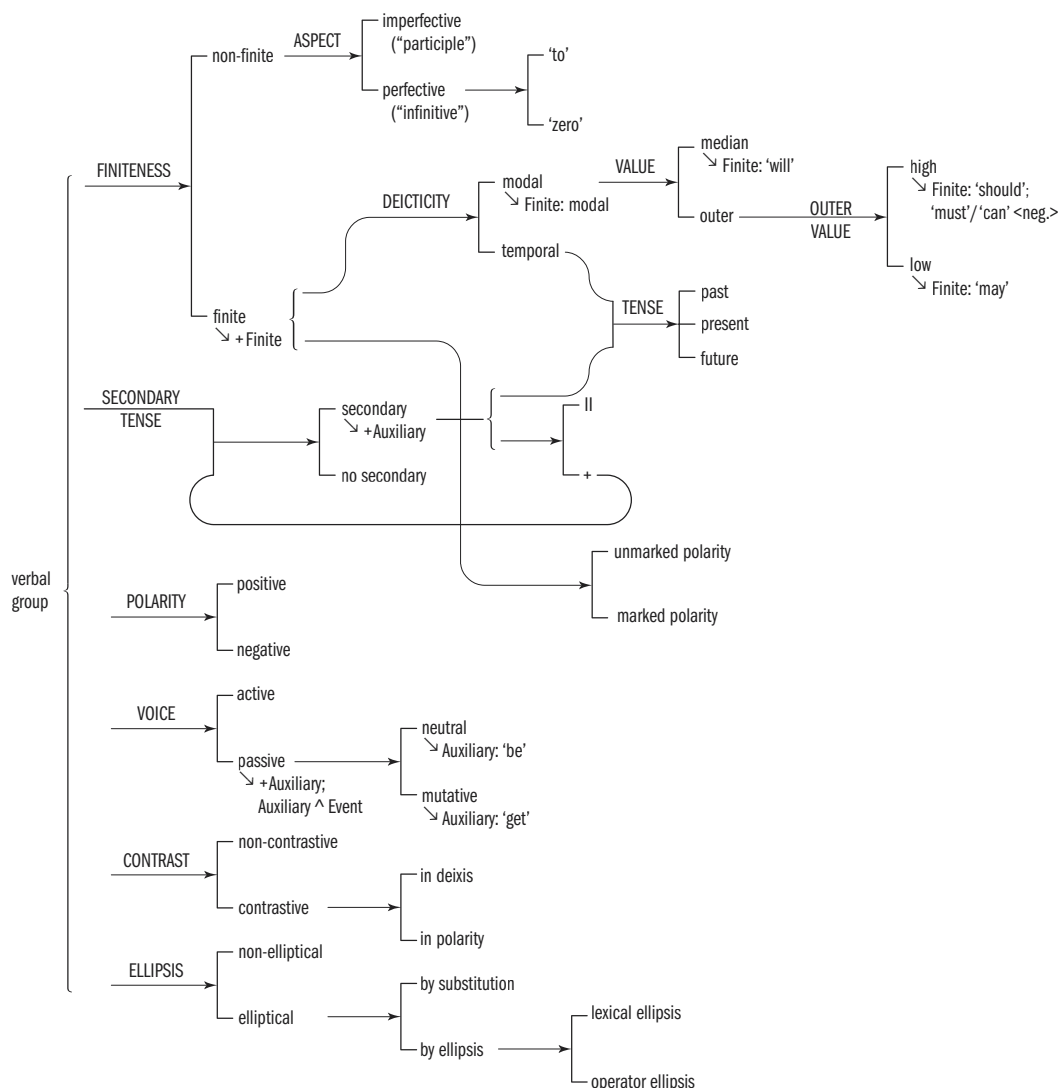 imperfective
(“participle”)
non-finite
ASPECT
‘to’
perfective
(“infinitive”)
‘zero’
FINITENESS
median
↘ Finite: ‘will’
VALUE
modal
↘ Finite: modal
DEICTICITY
outer
OUTER
VALUE
high
↘ Finite: ‘should’;
‘must’/‘can’ <neg.>
low
↘ Finite: ‘may’
temporal
finite
↘ + Finite
TENSE
past
present
future
SECONDARY
TENSE
secondary
↘ +Auxiliary
no secondary
II
+
unmarked polarity
marked polarity
verbal
group
POLARITY
positive
negative
VOICE
active
passive
↘ +Auxiliary;
Auxiliary ^ Event
neutral
↘ Auxiliary: ‘be’
mutative
↘ Auxiliary: ‘get’
CONTRAST
non-contrastive
contrastive
in deixis
in polarity
ELLIPSIS
non-elliptical
elliptical
by substitution
by ellipsis
lexical ellipsis
operator ellipsis